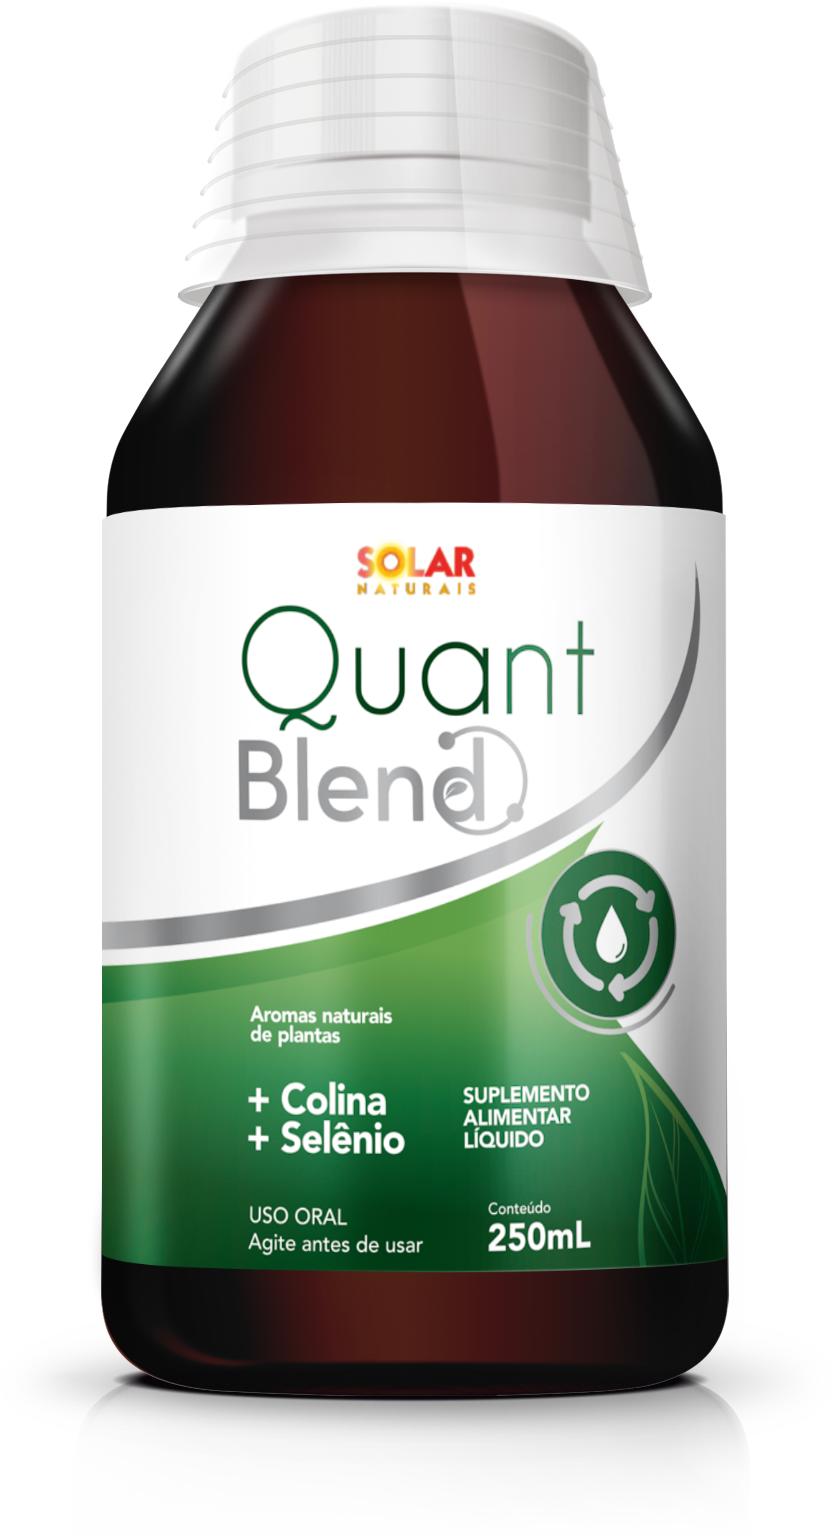 SOLAR
NATURAIS
Quant
Blend
Aromas naturais
de plantas
+ Colina
+ Selênio
SUPLEMENTO
ALIMENTAR
LÍQUIDO
USO ORAL
Agite antes de usar
Conteúdo
250mL